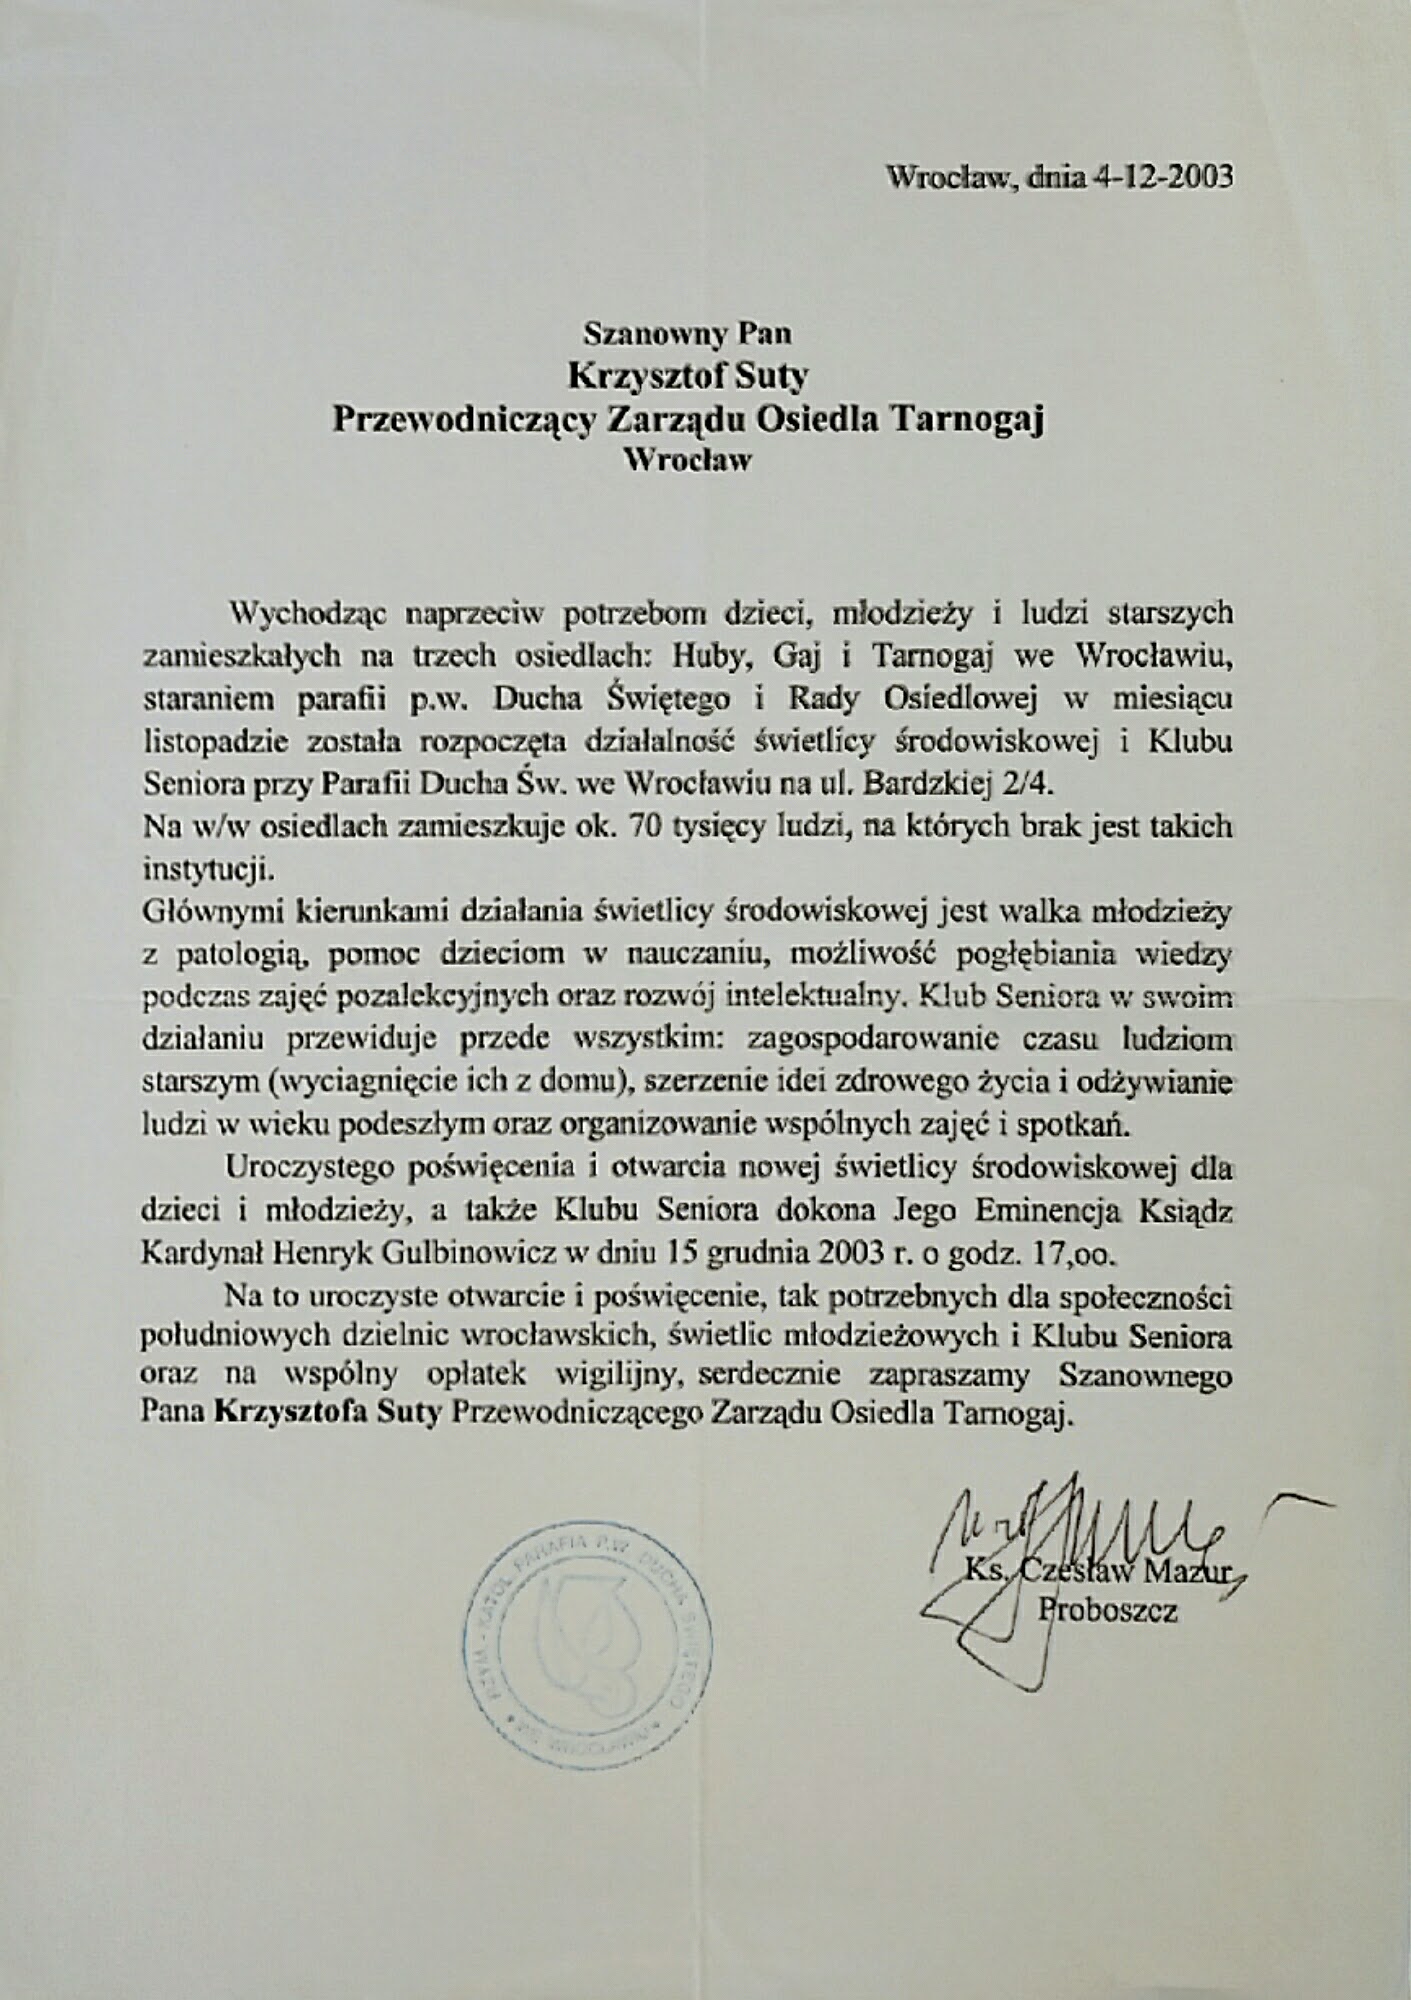 Wrocław, dnia 4-12-2003
Szanowny Pan
Krzysztof Suty
Przewodniczący Zarządu Osiedla Tarnogaj
Wrocław
Wychodząc naprzeciw potrzebom dzieci, młodzieży i ludzi starszych
zamieszkałych na trzech osiedlach: Huby, Gaj i Tarnogaj we Wrocławiu,
staraniem parafii p.w. Ducha Świętego i Rady Osiedlowej w miesiącu
listopadzie została rozpoczęta działalność świetlicy środowiskowej i Klubu
Seniora przy Parafii Ducha Św. we Wrocławiu na ul. Bardzkiej 2/4.
Na w/w osiedlach zamieszkuje ok. 70 tysięcy ludzi, na których brak jest takich
instytucji.
Głównymi kierunkami działania świetlicy środowiskowej jest walka młodzieży
z patologią, pomoc dzieciom w nauczaniu, możliwość pogłębiania wiedzy
podczas zajęć pozalekcyjnych oraz rozwój intelektualny. Klub Seniora w swoim
działaniu przewiduje przede wszystkim: zagospodarowanie czasu ludziom
starszym (wyciagnięcie ich z domu), szerzenie idei zdrowego życia i odżywianie
ludzi w wieku podeszłym oraz organizowanie wspólnych zajęć i spotkań.
Uroczystego poświęcenia i otwarcia nowej świetlicy środowiskowej dla
dzieci i młodzieży, a także Klubu Seniora dokona Jego Eminencja Ksiądz
Kardynał Henryk Gulbinowicz w dniu 15 grudnia 2003 r. o godz. 17,oo.
Na to uroczyste otwarcie i poświęcenie, tak potrzebnych dla społeczności
południowych dzielnic wrocławskich, świetlic młodzieżowych i Klubu Seniora
oraz na wspólny opłatek wigilijny, serdecznie zapraszamy Szanownego
Pana Krzysztofa Suty Przewodniczącego Zarządu Osiedla Tarnogaj.
Ks. Czesław Mazur
Proboszcz
RZYM - KATOL PARAFIA P.W. DUCHA ŚWIĘTEGO
WE WROCŁAWIU